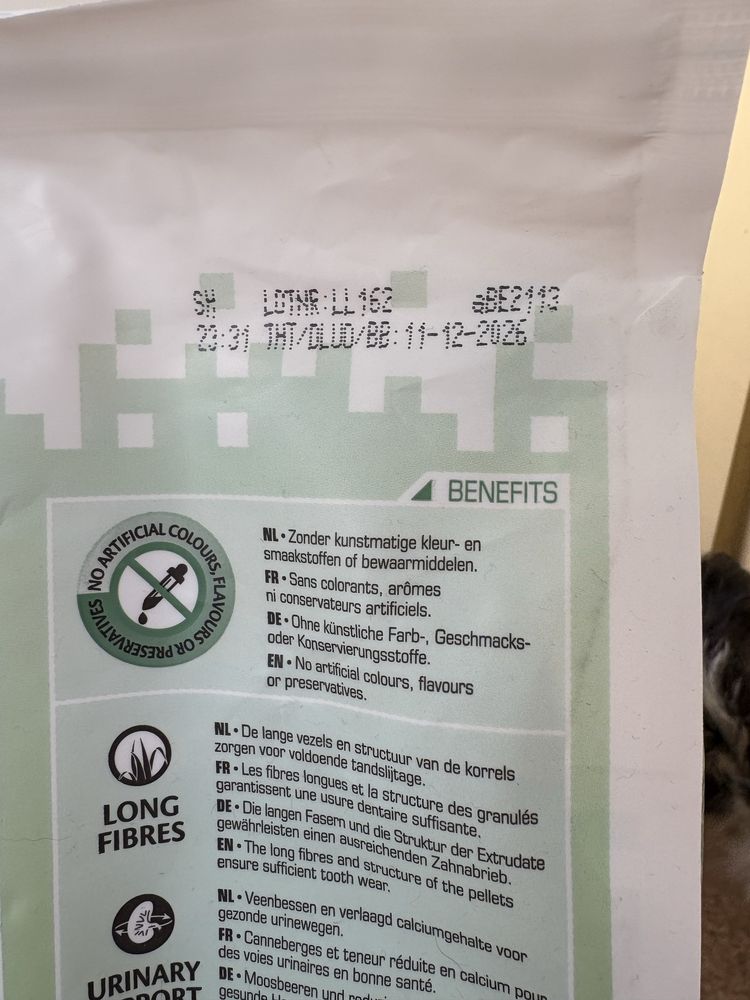 SH LOTNR:LL162 aBE2113
23:31 THT/DLUO/BB: 11-12-2026
BENEFITS
NO ARTIFICIAL COLOURS, FLAVOURS OR PRESERVATIVES
NL • Zonder kunstmatige kleur- en
smaakstoffen of bewaarmiddelen.
FR • Sans colorants, arômes
ni conservateurs artificiels.
DE • Ohne künstliche Farb-, Geschmacks-
oder Konservierungsstoffe.
EN • No artificial colours, flavours
or preservatives.
LONG
FIBRES
NL • De lange vezels en structuur van de korrels
zorgen voor voldoende tandslijtage.
FR • Les fibres longues et la structure des granulés
garantissent une usure dentaire suffisante.
DE • Die langen Fasern und die Struktur der Extrudate
gewährleisten einen ausreichenden Zahnabrieb.
EN • The long fibres and structure of the pellets
ensure sufficient tooth wear.
URINARY
NL • Veenbessen en verlaagd calciumgehalte voor
gezonde urinewegen.
FR • Canneberges et teneur réduite en calcium pour
des voies urinaires en bonne santé.
DE • Moosbeeren und
gesunde